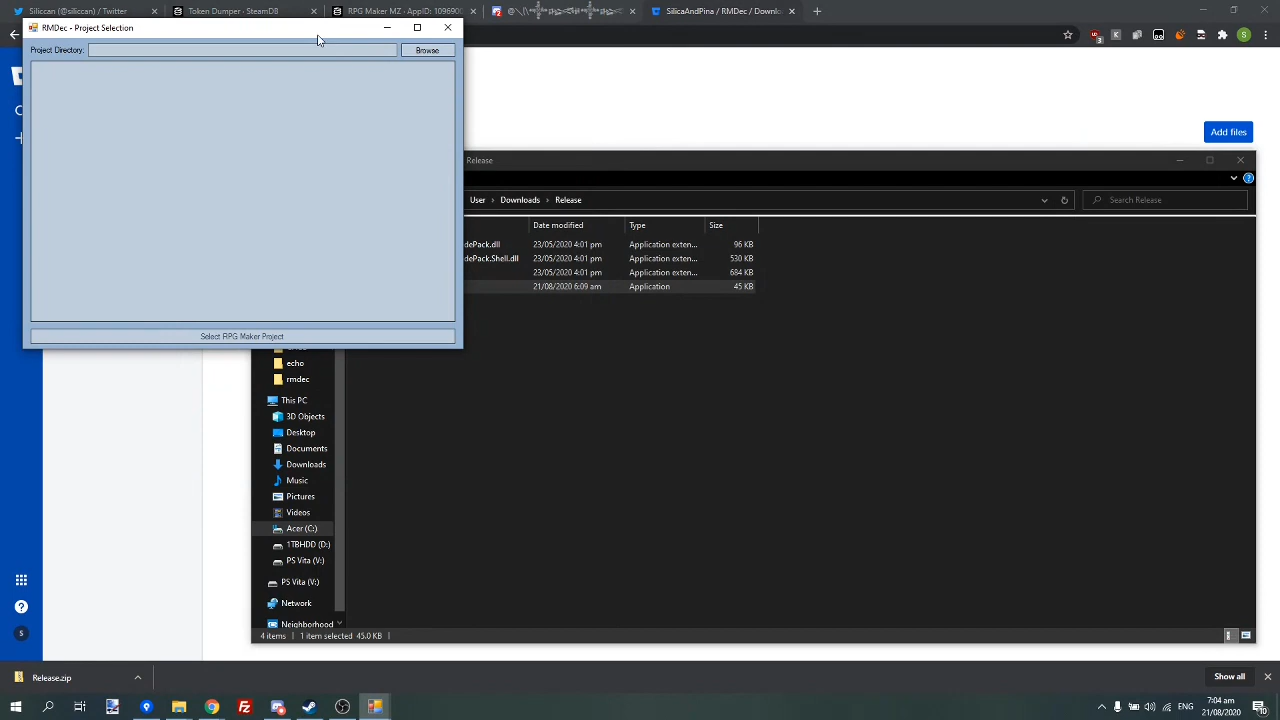 Siliccan (@siliccan) / Twitter
Token Dumper · SteamDB
RPG Maker MZ · AppID: 109690
SilicaAndPina / RMDec / Downl...
RMDec - Project Selection
Project Directory:
Browse
Select RPG Maker Project
Add files
Release
User > Downloads > Release
Search Release
Date modified Type Size
dePack.dll 23/05/2020 4:01 pm Application exten... 96 KB
dePack.Shell.dll 23/05/2020 4:01 pm Application exten... 530 KB
23/05/2020 4:01 pm Application exten... 684 KB
21/08/2020 6:09 am Application 45 KB
echo
rmdec
This PC
3D Objects
Desktop
Documents
Downloads
Music
Pictures
Videos
Acer (C:)
1TBHDD (D:)
PS Vita (V:)
PS Vita (V:)
Network
Neighborhood
4 items 1 item selected 45.0 KB
S
S
Release.zip
Show all
ENG
7:04 am
21/08/2020